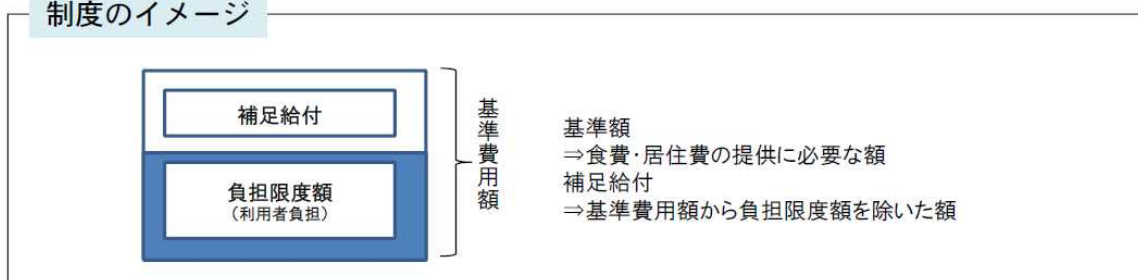 制度のイメージ
補足給付
負担限度額
（利用者負担）
基準費用額
基準額
⇒食費・居住費の提供に必要な額
補足給付
⇒基準費用額から負担限度額を除いた額